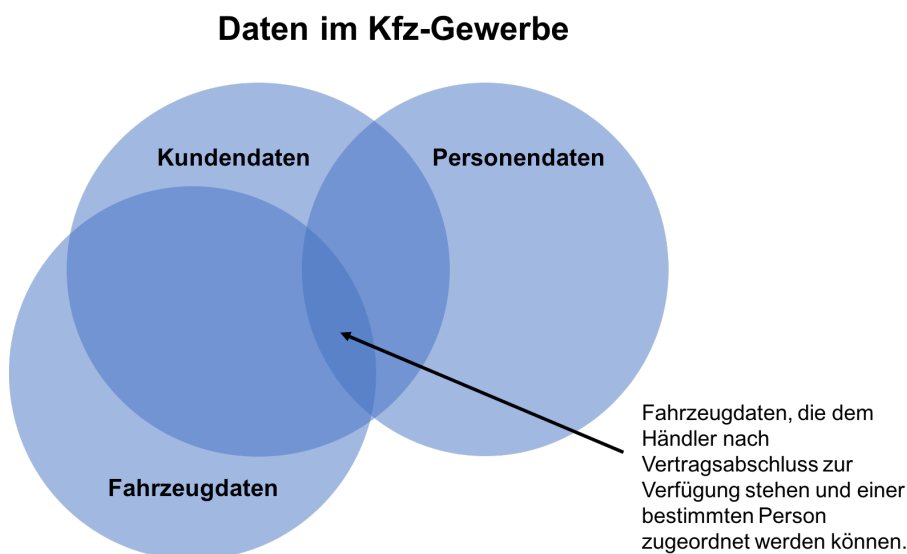 Daten im Kfz-Gewerbe
Kundendaten
Personendaten
Fahrzeugdaten
Fahrzeugdaten, die dem
Händler nach
Vertragsabschluss zur
Verfügung stehen und einer
bestimmten Person
zugeordnet werden können.